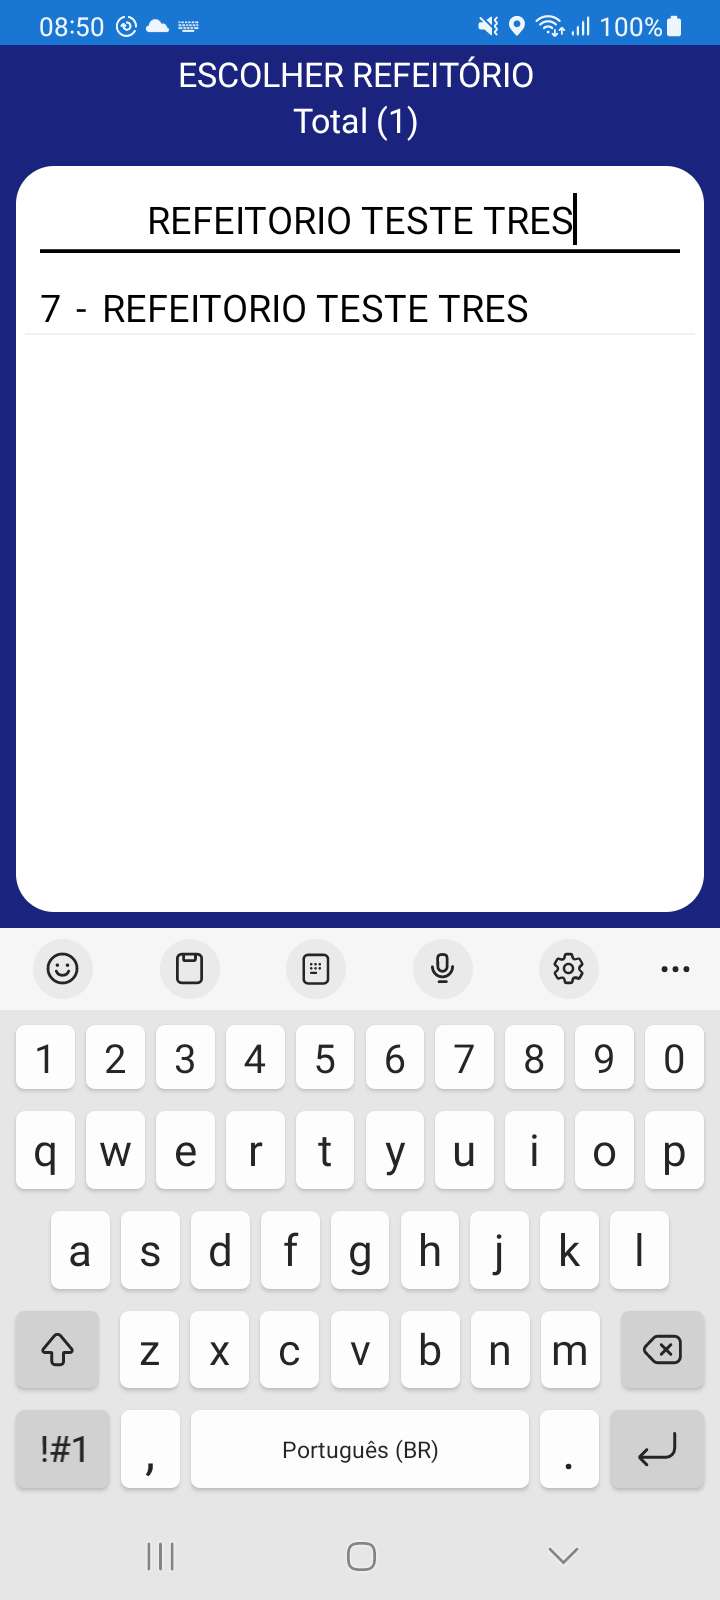 08:50 100%
ESCOLHER REFEITÓRIO
Total (1)
REFEITORIO TESTE TRES
7 - REFEITORIO TESTE TRES
1 2 3 4 5 6 7 8 9 0
q w e r t y u i o p
a s d f g h j k l
z x c v b n m
!#1 , Português (BR) .